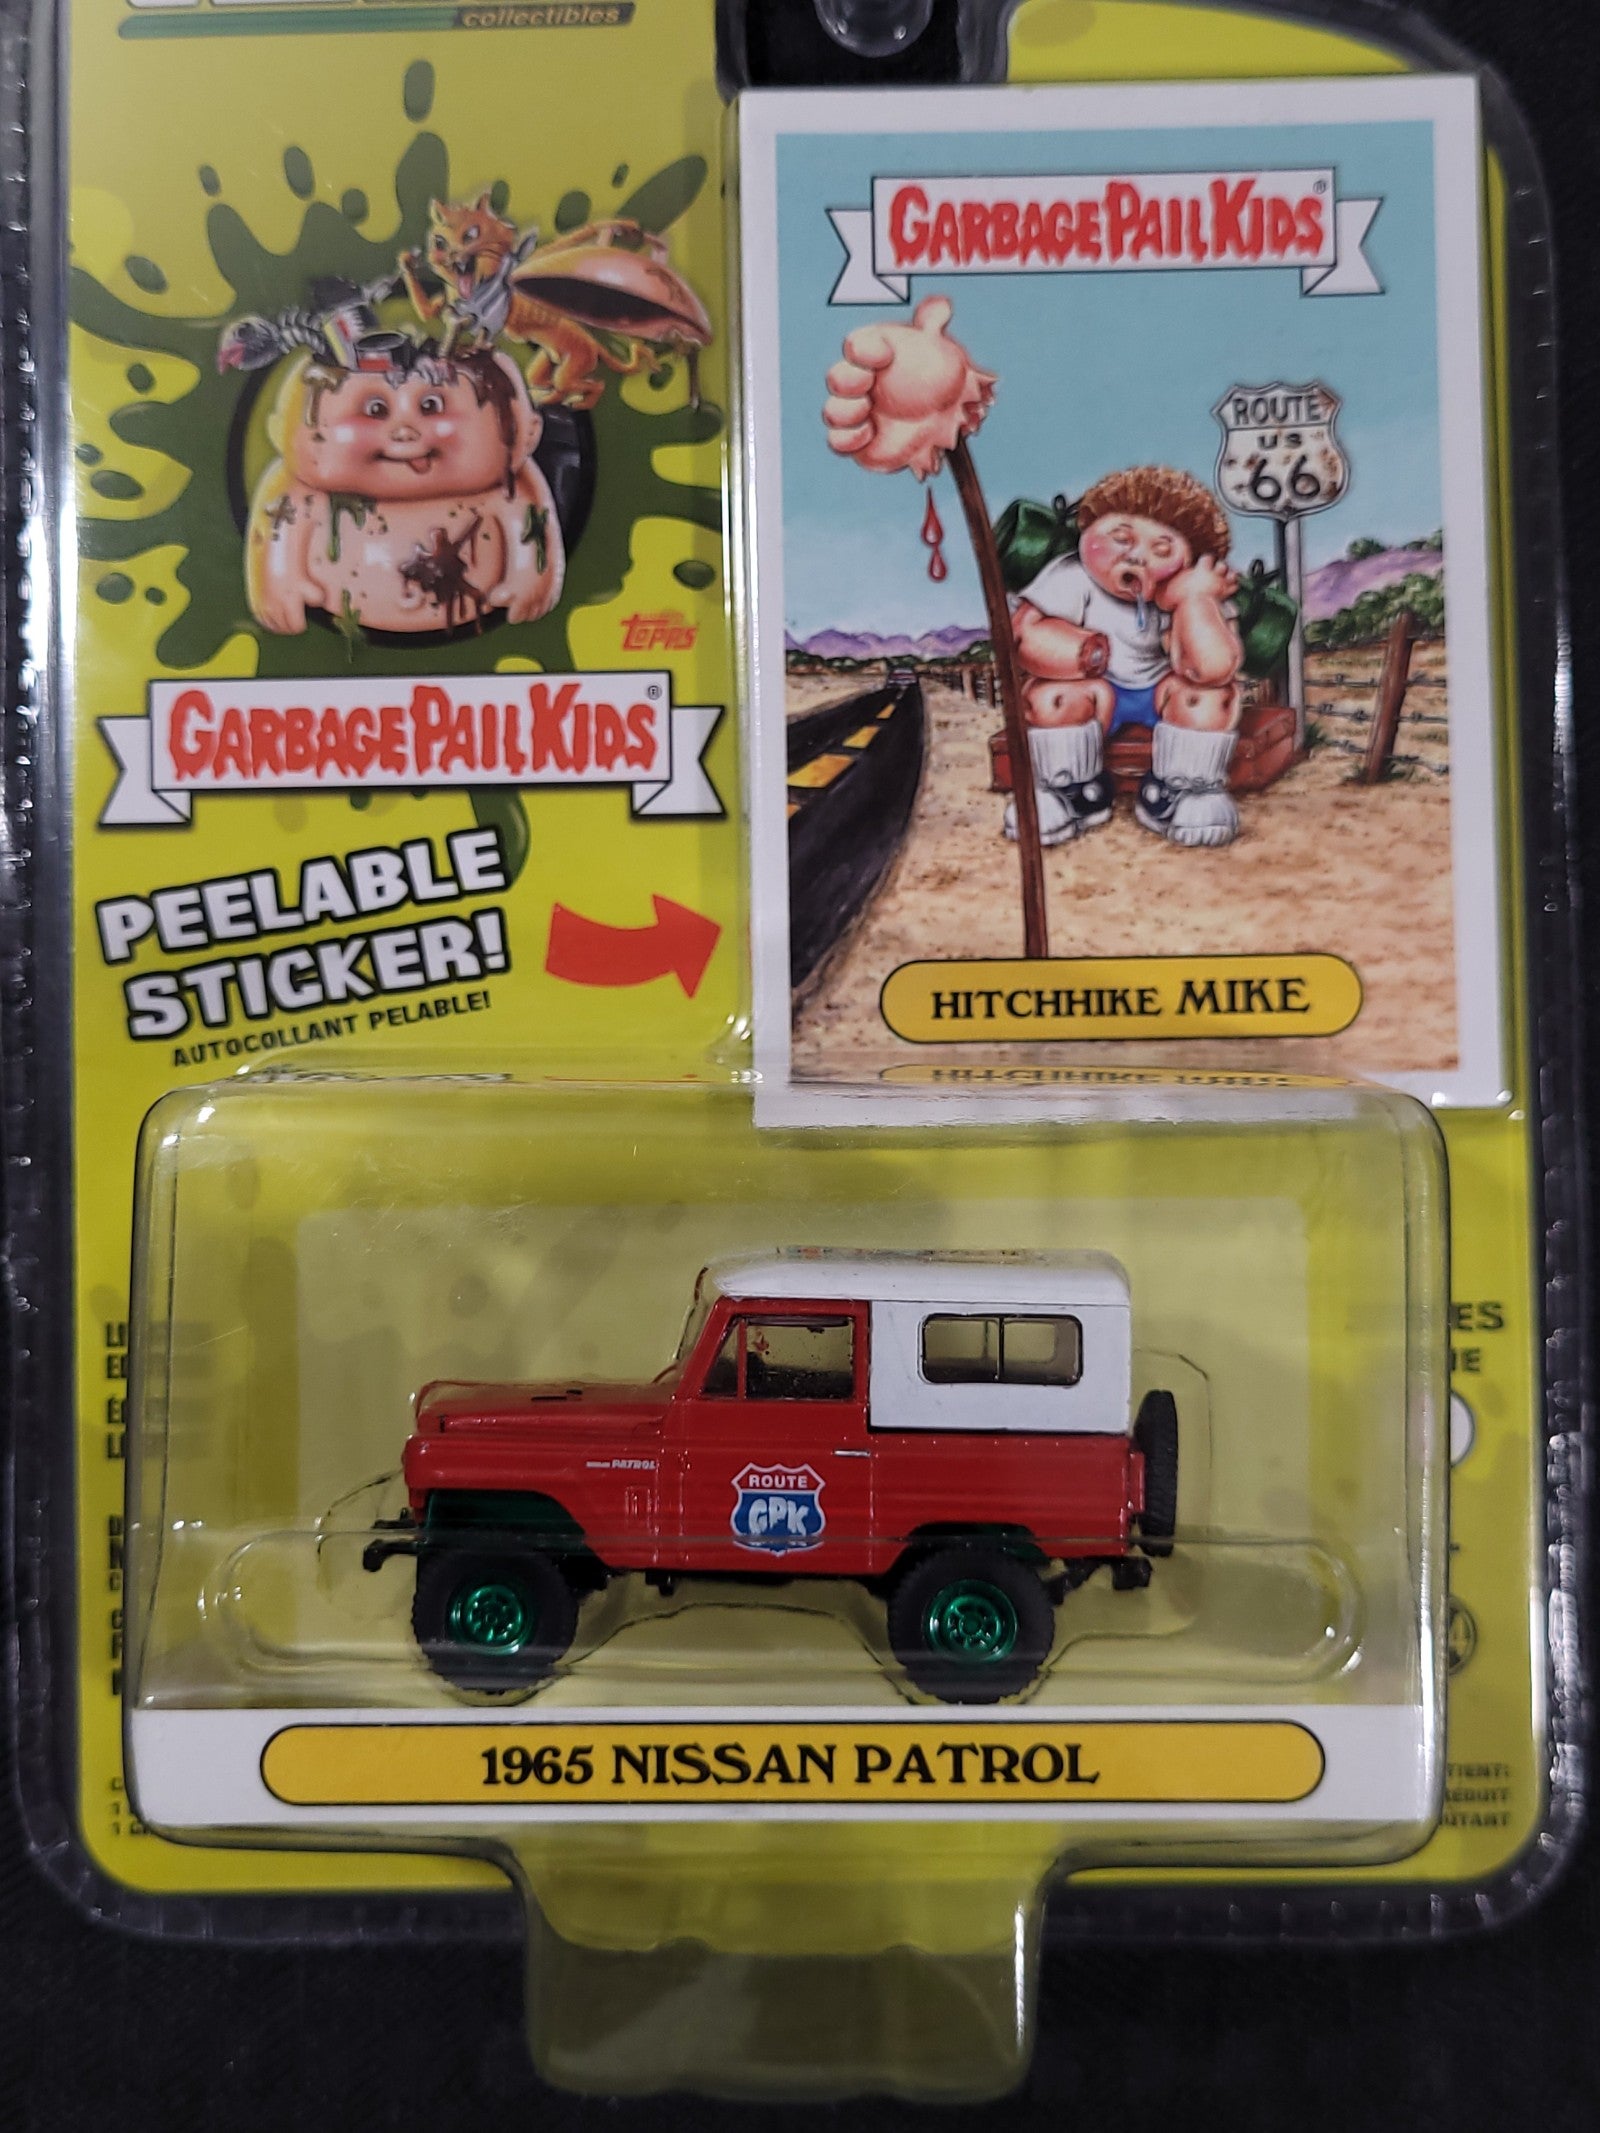 collectibles
GARBAGE PAIL KIDS®
ROUTE
US
66
TOPPS
GARBAGE PAIL KIDS®
PEELABLE
STICKER!
AUTOCOLLANT PELABLE!
HITCHHIKE MIKE
PATROL
ROUTE
GPK
1965 NISSAN PATROL